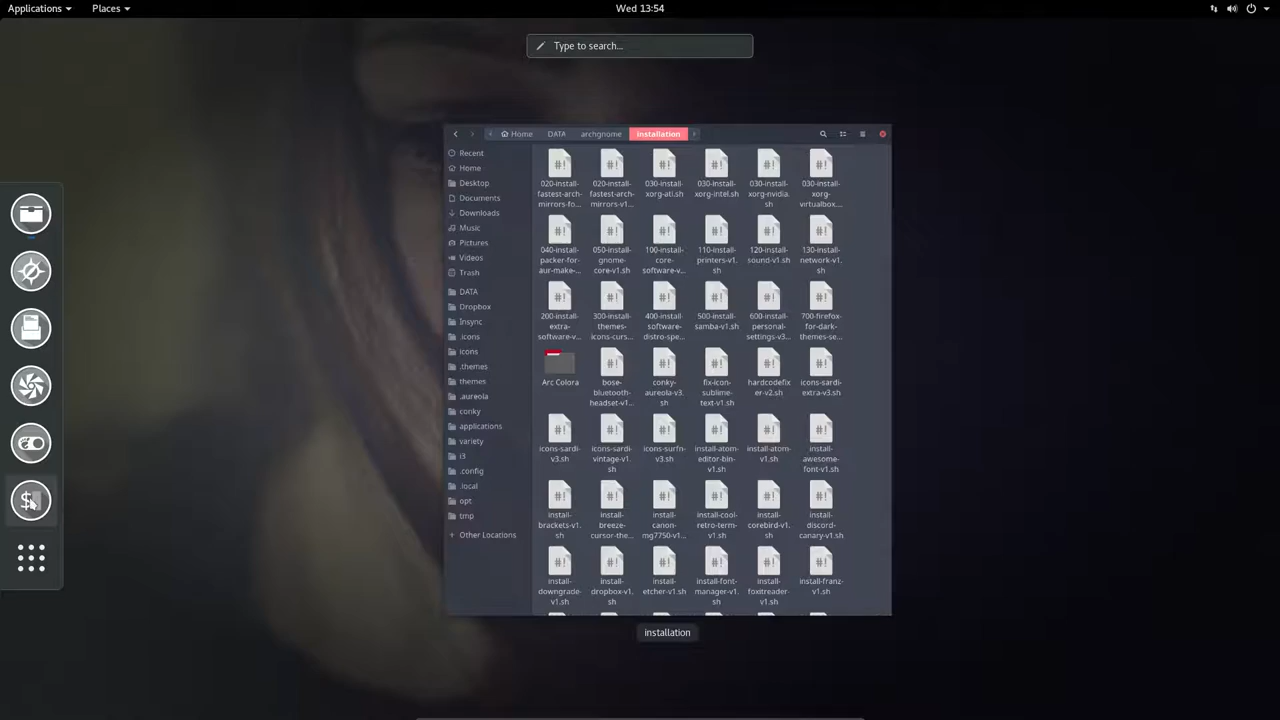 Applications
Places
Wed 13:54
Type to search...
Home
DATA
archgnome
installation
Recent
Home
Desktop
Documents
Downloads
Music
Pictures
Videos
Trash
DATA
Dropbox
Insync
.icons
icons
.themes
themes
.aureola
conky
applications
variety
i3
.config
.local
opt
tmp
Other Locations
020-install-
fastest-arch-
mirrors-fo...
020-install-
fastest-arch-
mirrors-v1...
030-install-
xorg-ati.sh
030-install-
xorg-intel.sh
030-install-
xorg-nvidia.
sh
030-install-
xorg-
virtualbox....
040-install-
packer-for-
aur-make-...
050-install-
gnome-
core-v1.sh
100-install-
core-
software-v...
110-install-
printers-v1.
sh
120-install-
sound-v1.sh
130-install-
network-v1.
sh
200-install-
extra-
software-v...
300-install-
themes-
icons-curs...
400-install-
software-
distro-spe...
500-install-
samba-v1.sh
600-install-
personal-
settings-v3...
700-firefox-
for-dark-
themes-se...
Arc Colora
bose-
bluetooth-
headset-v1...
conky-
aureola-v3.
sh
fix-icon-
sublime-
text-v1.sh
hardcodefix
er-v2.sh
icons-sardi-
extra-v3.sh
icons-sardi-
v3.sh
icons-sardi-
vintage-v1.
sh
icons-surfn-
v3.sh
install-atom-
editor-bin-
v1.sh
install-atom-
v1.sh
install-
awesome-
font-v1.sh
install-
brackets-v1.
sh
install-
breeze-
cursor-the...
install-
canon-
mg7750-v1...
install-cool-
retro-term-
v1.sh
install-
corebird-v1.
sh
install-
discord-
canary-v1.sh
install-
downgrade-
v1.sh
install-
dropbox-v1.
sh
install-
etcher-v1.sh
install-font-
manager-v1.
sh
install-
foxitreader-
v1.sh
install-franz-
v1.sh
installation